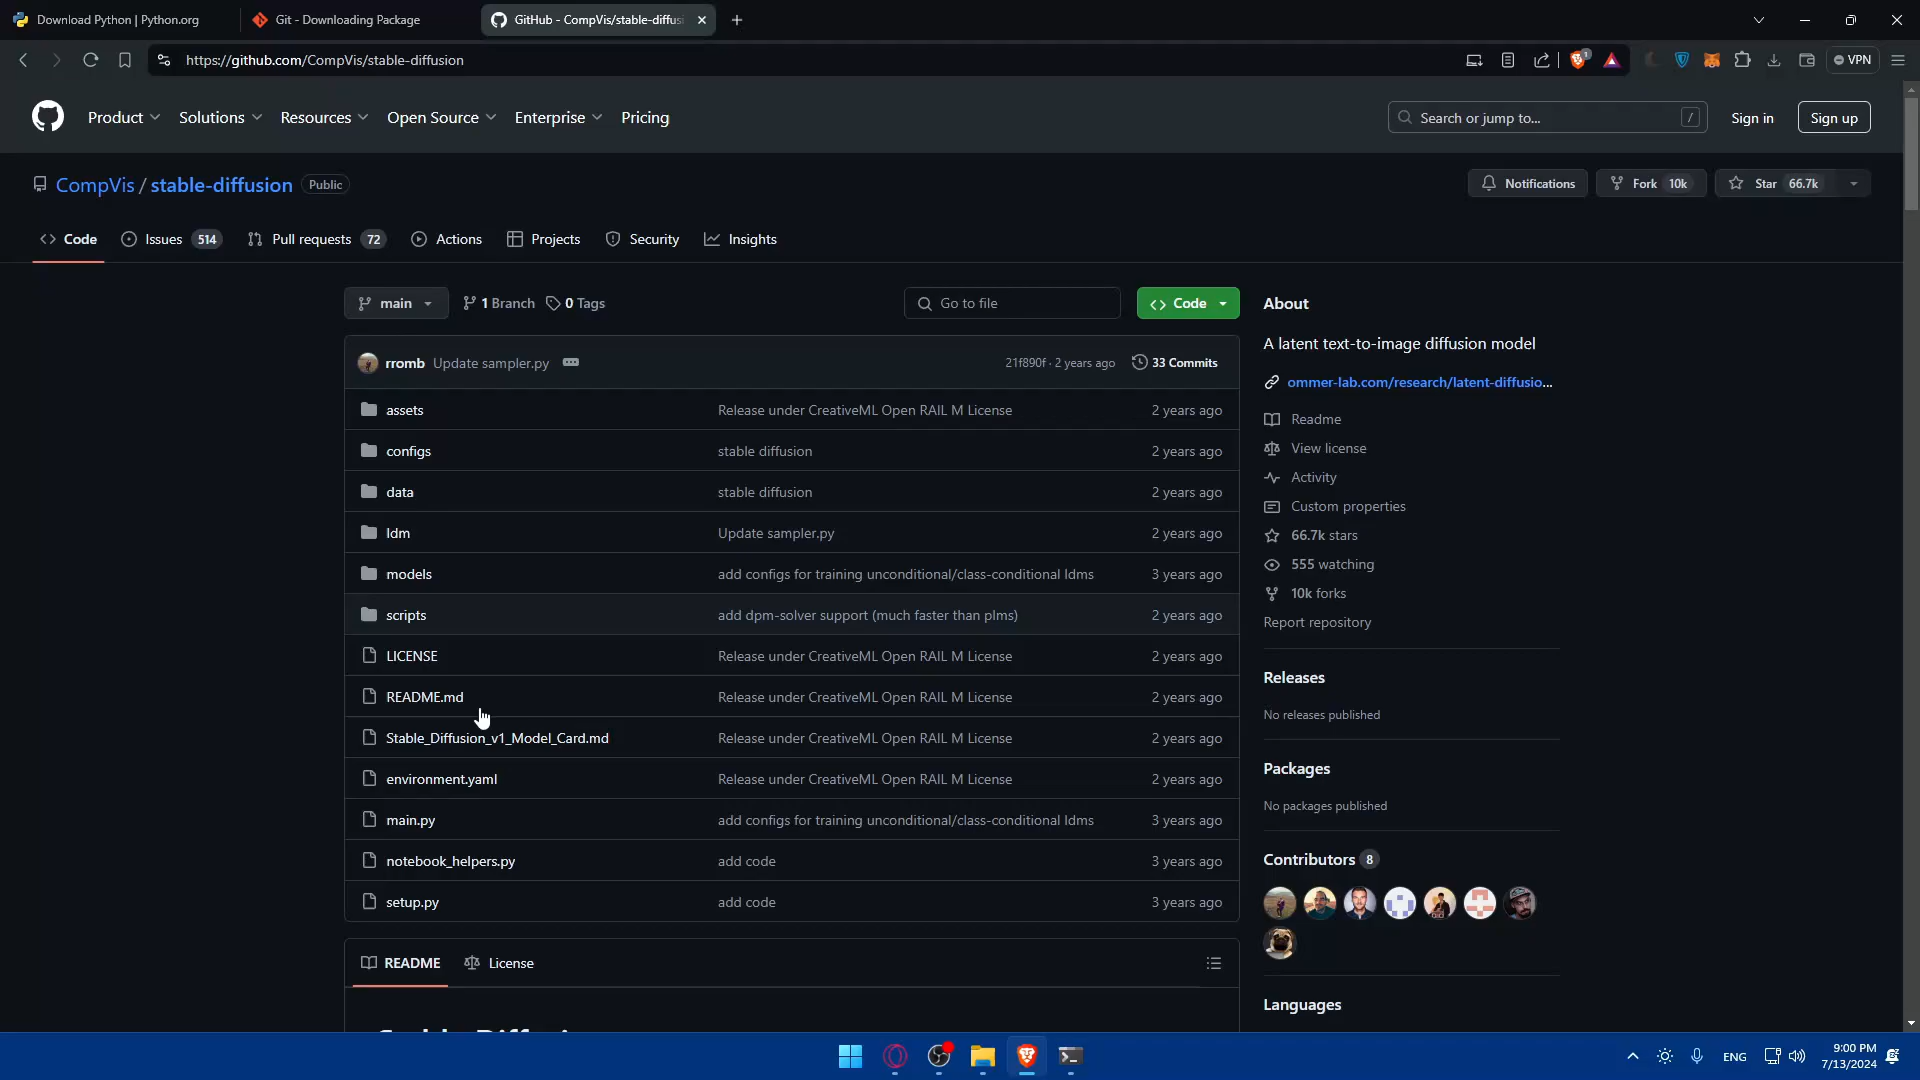 Download Python | Python.org
Git - Downloading Package
GitHub - CompVis/stable-diffusi
https://github.com/CompVis/stable-diffusion
1
VPN
Product
Solutions
Resources
Open Source
Enterprise
Pricing
Search or jump to...
/
Sign in
Sign up
CompVis / stable-diffusion
Public
Notifications
Fork 10k
Star 66.7k
Code
Issues 514
Pull requests 72
Actions
Projects
Security
Insights
main
1 Branch
0 Tags
Go to file
Code
rromb Update sampler.py
21f890f · 2 years ago
33 Commits
assets Release under CreativeML Open RAIL M License 2 years ago
configs stable diffusion 2 years ago
data stable diffusion 2 years ago
ldm Update sampler.py 2 years ago
models add configs for training unconditional/class-conditional ldms 3 years ago
scripts add dpm-solver support (much faster than plms) 2 years ago
LICENSE Release under CreativeML Open RAIL M License 2 years ago
README.md Release under CreativeML Open RAIL M License 2 years ago
Stable_Diffusion_v1_Model_Card.md Release under CreativeML Open RAIL M License 2 years ago
environment.yaml Release under CreativeML Open RAIL M License 2 years ago
main.py add configs for training unconditional/class-conditional ldms 3 years ago
notebook_helpers.py add code 3 years ago
setup.py add code 3 years ago
README
License
About
A latent text-to-image diffusion model
ommer-lab.com/research/latent-diffusio...
Readme
View license
Activity
Custom properties
66.7k stars
555 watching
10k forks
Report repository
Releases
No releases published
Packages
No packages published
Contributors 8
Languages
ENG
9:00 PM
7/13/2024